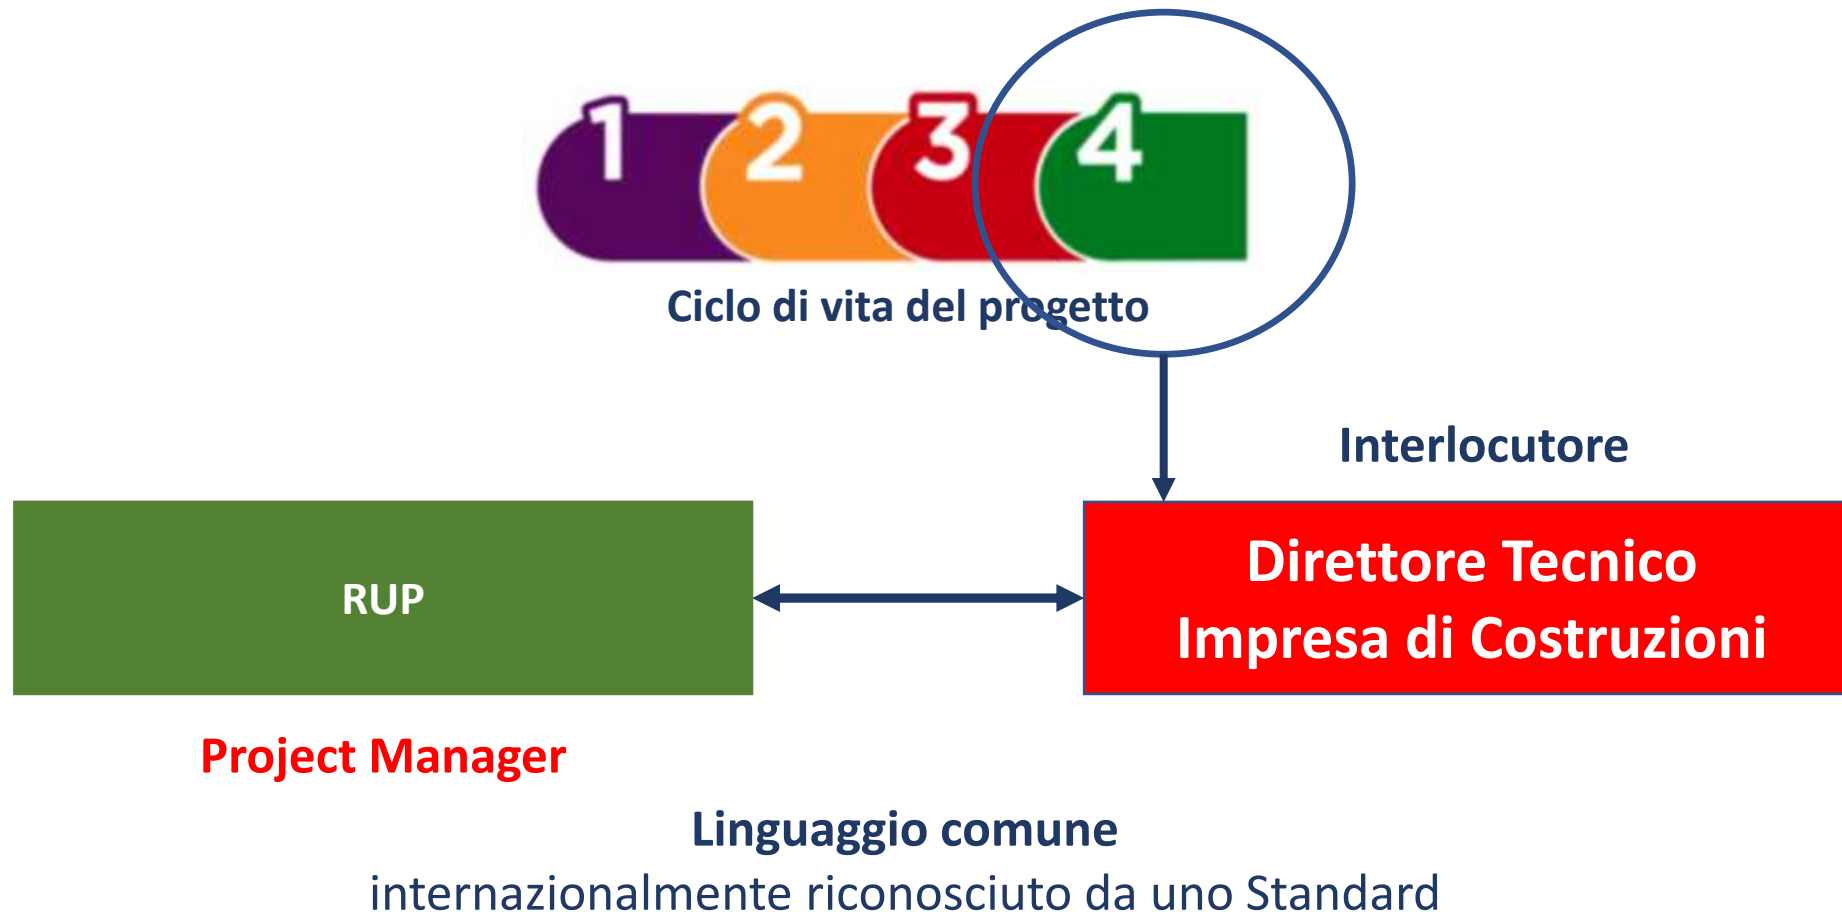 1 2 3 4
Ciclo di vita del progetto
Interlocutore
RUP
Direttore Tecnico
Impresa di Costruzioni
Project Manager
Linguaggio comune
internazionalmente riconosciuto da uno Standard